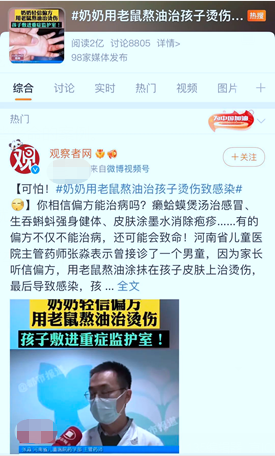 奶奶轻信偏方
用老鼠熬油治烫伤
#奶奶用老鼠熬油治孩子烫伤... 热搜
阅读2亿 讨论8805 详情>
98家媒体发布
综合 讨论 实时 热门 视频 图片 +
热门
为中国加油
观
观察者网
+关注
来自微博视频号
【可怕！#奶奶用老鼠熬油治孩子烫伤致感染#
】你相信偏方能治病吗？癞蛤蟆煲汤治感冒、
生吞蝌蚪强身健体、皮肤涂墨水消除疱疹......有的
偏方不仅不能治病，还可能会致命！河南省儿童医
院主管药师张淼表示曾接诊了一个男童，因为家长
听信偏方，用老鼠熬油涂抹在孩子皮肤上治烫伤，
最后导致感染，孩 ... 全文
奶奶轻信偏方
用老鼠熬油治烫伤
孩子敷进重症监护室！